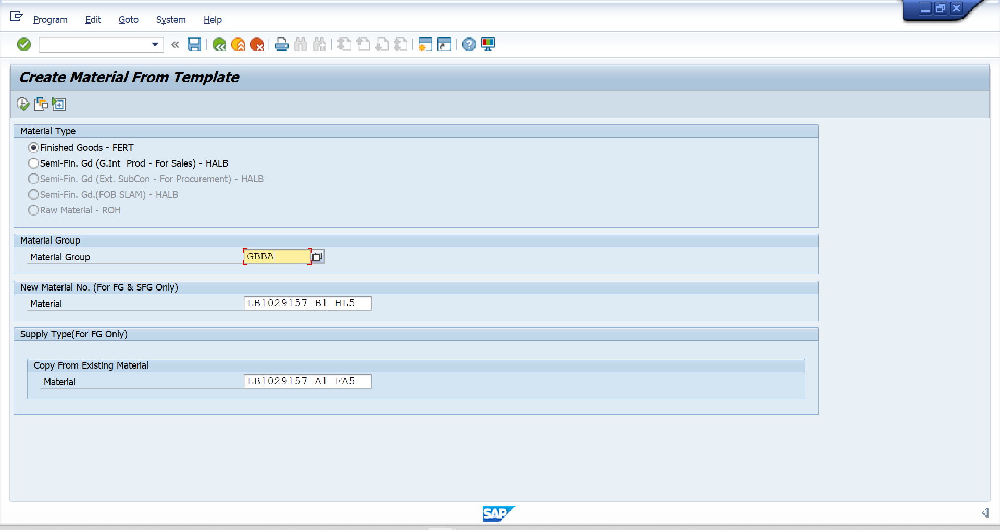 Program Edit Goto System Help
Create Material From Template
Material Type
Finished Goods - FERT
Semi-Fin. Gd (G.Int  Prod - For Sales) - HALB
Semi-Fin. Gd (Ext. SubCon - For Procurement) - HALB
Semi-Fin. Gd.(FOB SLAM) - HALB
Raw Material - ROH
Material Group
Material Group GBBA
New Material No. (For FG & SFG Only)
Material LB1029157_B1_HL5
Supply Type(For FG Only)
Copy From Existing Material
Material LB1029157_A1_FA5
SAP